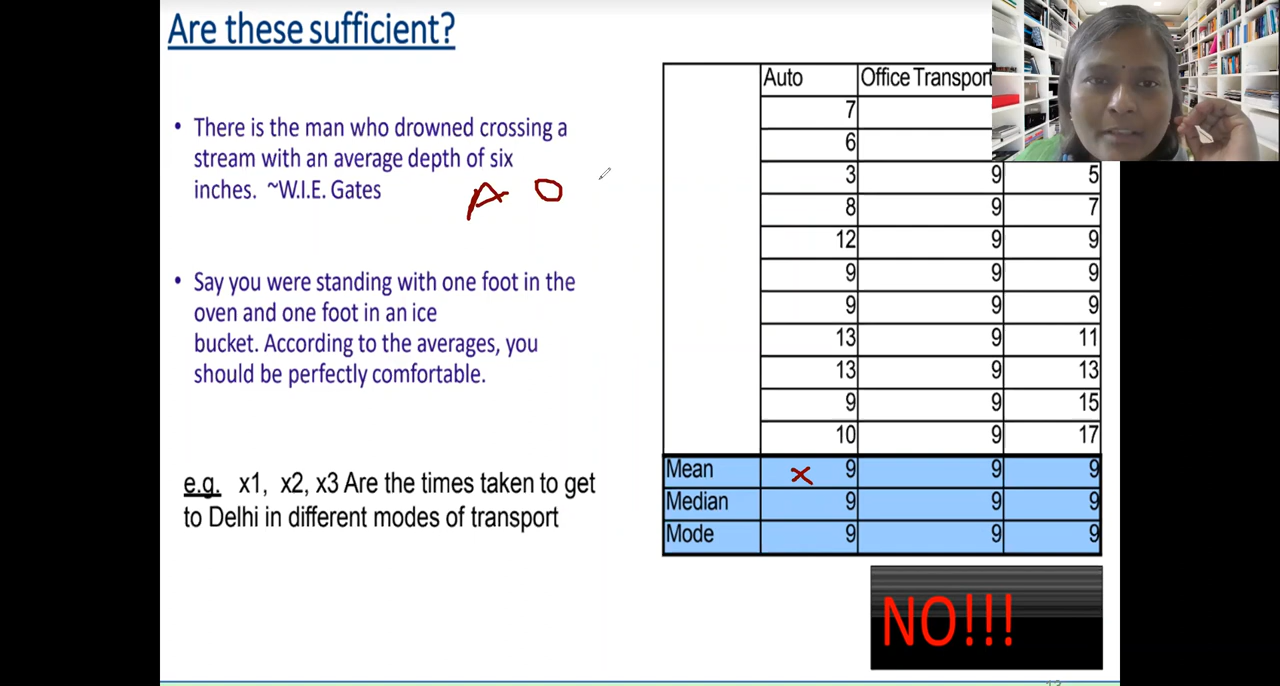 Are these sufficient?
• There is the man who drowned crossing a
stream with an average depth of six
inches. ~W.I.E. Gates
A O
• Say you were standing with one foot in the
oven and one foot in an ice
bucket. According to the averages, you
should be perfectly comfortable.
e.g. x1, x2, x3 Are the times taken to get
to Delhi in different modes of transport
Auto Office Transport
7
6
3 9 5
8 9 7
12 9 9
9 9 9
9 9 9
13 9 11
13 9 13
9 9 15
10 9 17
Mean x 9 9 9
Median 9 9 9
Mode 9 9 9
NO!!!